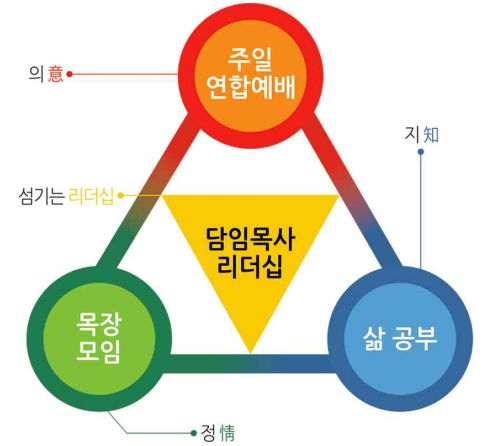 주일
연합예배
의 意
지 知
섬기는 리더십
담임목사
리더십
목장
모임
삶 공부
정 情